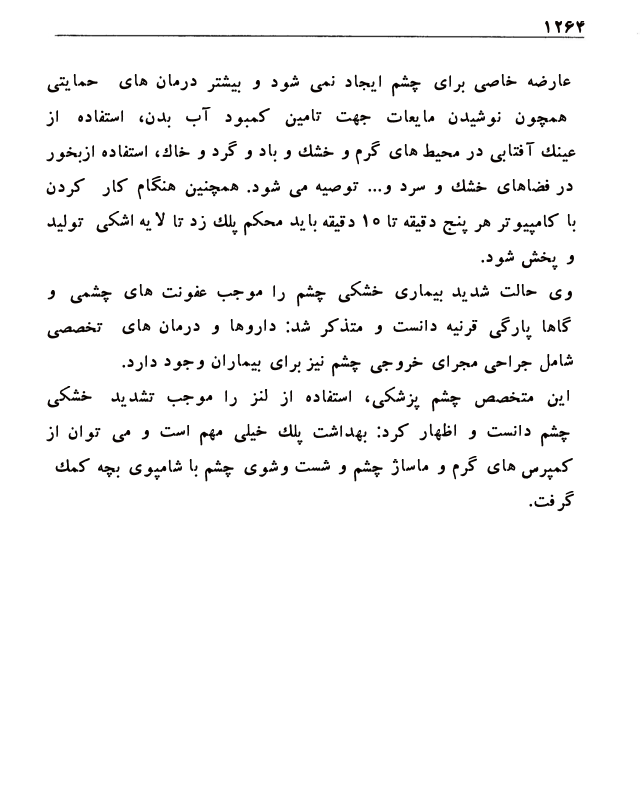 ۱۲۶۴
عارضه خاصی برای چشم ایجاد نمی شود و بیشتر درمان های حمایتی
همچون نوشیدن مایعات جهت تامین کمبود آب بدن، استفاده از
عینك آفتابی در محیط های گرم و خشك و باد و گرد و خاك، استفاده ازبخور
در فضاهای خشك و سرد و... توصیه می شود. همچنین هنگام کار کردن
با کامپیوتر هر پنج دقیقه تا ۱۵ دقیقه باید محکم پلك زد تا لایه اشکی تولید
و پخش شود.
وی حالت شدید بیماری خشکی چشم را موجب عفونت های چشمی و
گاها پارگی قرنیه دانست و متذکر شد: داروها و درمان های تخصصی
شامل جراحی مجرای خروجی چشم نیز برای بیماران وجود دارد.
این متخصص چشم پزشکی، استفاده از لنز را موجب تشدید خشکی
چشم دانست و اظهار کرد: بهداشت پلك خیلی مهم است و می توان از
کمپرس های گرم و ماساژ چشم و شست وشوی چشم با شامپوی بچه کمك
گرفت.